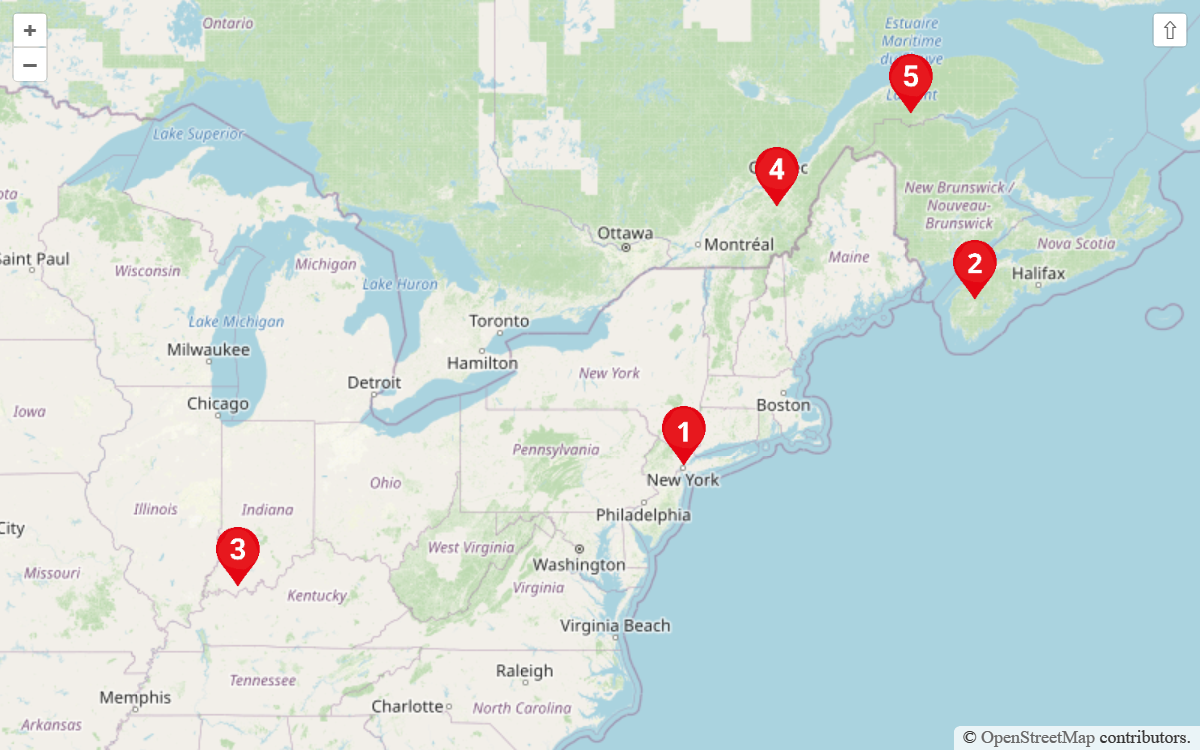 +
−
⇧
Ontario
Estuaire
Maritime
5
Lake Superior
4
ota
New Brunswick /
Nouveau-
Brunswick
Ottawa
Montréal
Nova Scotia
Maine
2
Halifax
aint Paul
Wisconsin
Michigan
Lake Huron
Lake Michigan
Toronto
Milwaukee
Hamilton
New York
Detroit
Chicago
Boston
Iowa
1
Pennsylvania
New York
Ohio
Illinois
Indiana
Philadelphia
City
3
West Virginia
Washington
Missouri
Virginia
Kentucky
Virginia Beach
Raleigh
Tennessee
Memphis
Charlotte
North Carolina
Arkansas
© OpenStreetMap contributors.